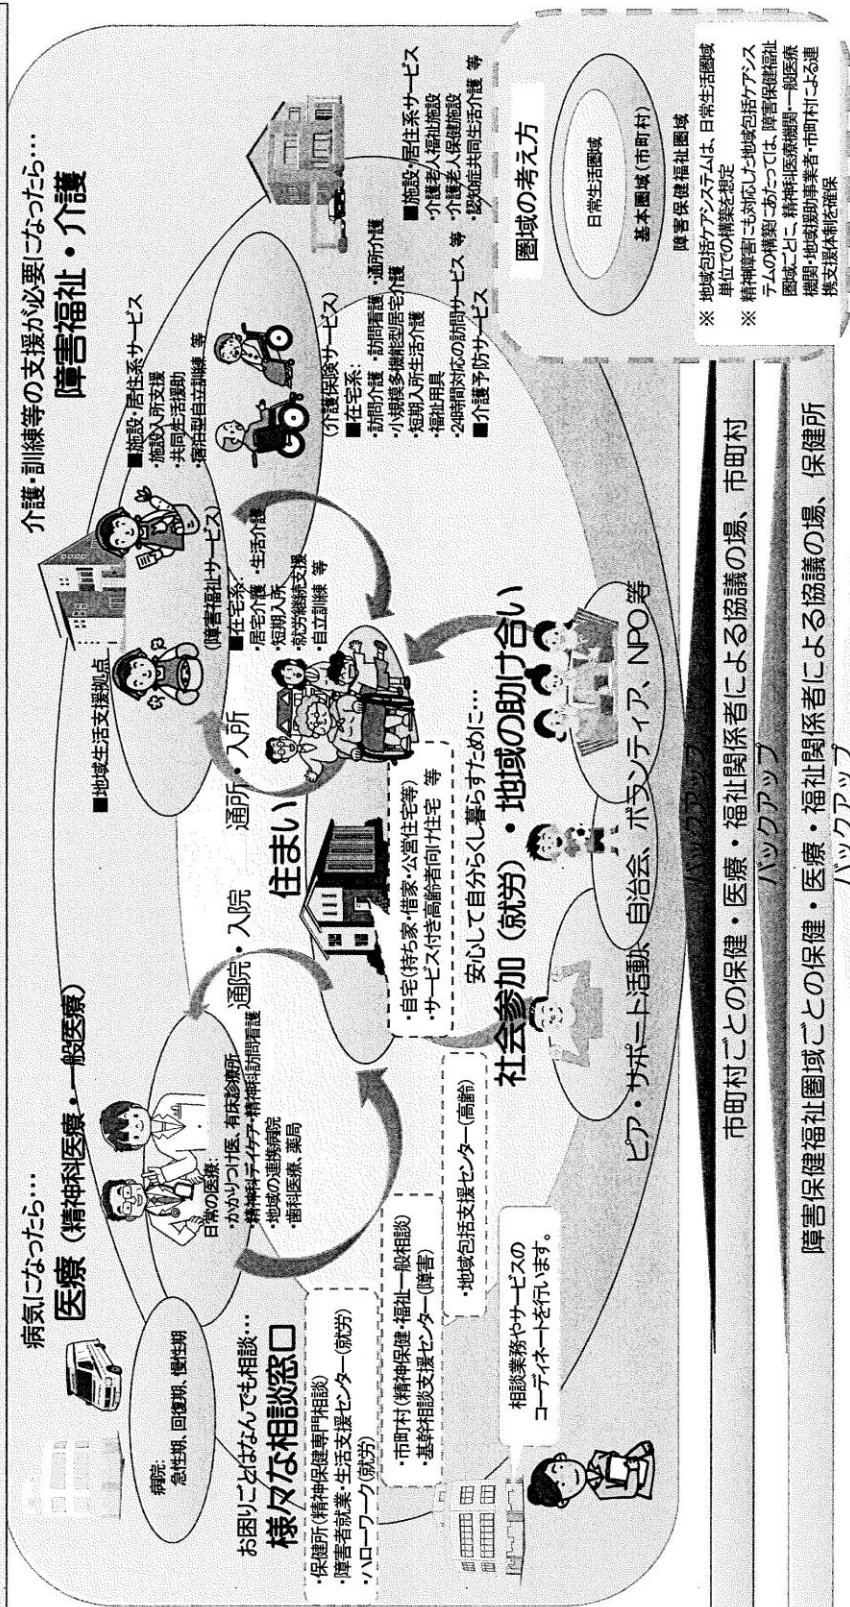 病気になったら…
医療（精神科医療・一般医療）
病院:
急性期、回復期、慢性期
日常の医療:
・かかりつけ医、有床診療所
・精神科デイケア・精神科訪問看護
・地域の連携病院
・歯科医療、薬局
通院・入院
お困りごとはなんでも相談…
様々な相談窓口
・保健所(精神保健専門相談)
・障害者就業・生活支援センター(就労)
・ハローワーク(就労)
・市町村(精神保健・福祉一般相談)
・基幹相談支援センター(障害)
・地域包括支援センター(高齢)
相談業務やサービスの
コーディネートを行います。
住まい
・自宅(持ち家・借家・公営住宅等)
・サービス付き高齢者向け住宅 等
通所・入所
介護・訓練等の支援が必要になったら…
障害福祉・介護
■地域生活支援拠点
(障害福祉サービス)
■在宅系:
・居宅介護 ・生活介護
・短期入所
・就労継続支援
・自立訓練 等
■施設・居住系サービス
・施設入所支援
・共同生活援助
・宿泊型自立訓練 等
(介護保険サービス)
■在宅系:
・訪問介護 ・訪問看護 ・通所介護
・小規模多機能型居宅介護
・短期入所生活介護
・福祉用具
・24時間対応の訪問サービス 等
■介護予防サービス
■施設・居住系サービス
・介護老人福祉施設
・介護老人保健施設
・認知症共同生活介護 等
安心して自分らしく暮らすために…
社会参加（就労）・地域の助け合い
ピア・サポート活動、自治会、ボランティア、NPO等
圏域の考え方
日常生活圏域
基本圏域(市町村)
障害保健福祉圏域
※ 地域包括ケアシステムは、日常生活圏域
単位での構築を想定
※ 精神障害にも対応した地域包括ケアシス
テムの構築にあたっては、障害保健福祉
圏域ごとに、精神科医療機関・一般医療
機関・地域援助事業者・市町村による連
携支援体制を確保
バックアップ
市町村ごとの保健・医療・福祉関係者による協議の場、市町村
バックアップ
障害保健福祉圏域ごとの保健・医療・福祉関係者による協議の場、保健所
バックアップ